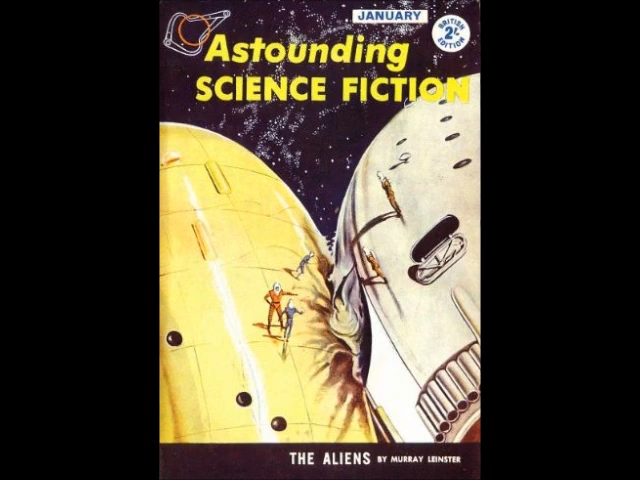 JANUARY
BRITISH
2/-
EDITION
Astounding
SCIENCE FICTION
THE ALIENS BY MURRAY LEINSTER